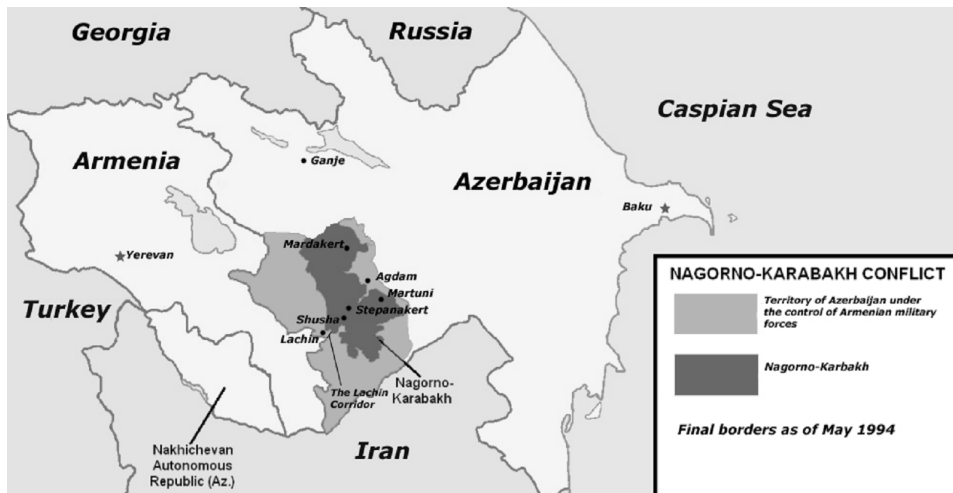 Georgia
Russia
Caspian Sea
Armenia
Ganje
Azerbaijan
Baku
Mardakert
Yerevan
Agdam
Martuni
Stepanakert
Shusha
Lachin
Turkey
The Lachin
Corridor
Nagorno-
Karabakh
Iran
Nakhichevan
Autonomous
Republic (Az.)
NAGORNO-KARABAKH CONFLICT
Territory of Azerbaijan under
the control of Armenian military
forces
Nagorno-Karbakh
Final borders as of May 1994